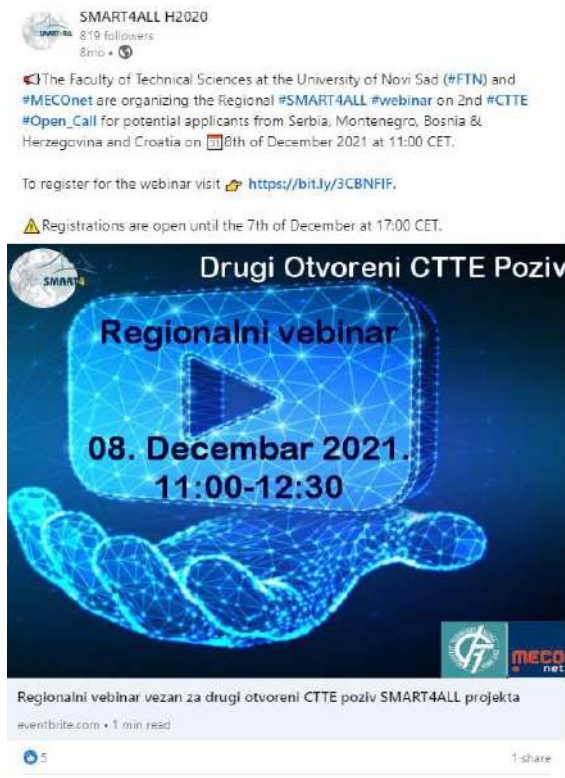 SMART4ALL H2020
819 followers
8mo •
The Faculty of Technical Sciences at the University of Novi Sad (#FTN) and
#MECOnet are organizing the Regional #SMART4ALL #webinar on 2nd #CTTE
#Open_Call for potential applicants from Serbia, Montenegro, Bosnia &
Herzegovina and Croatia on 8th of December 2021 at 11:00 CET.
To register for the webinar visit https://bit.ly/3CBNFIF.
Registrations are open until the 7th of December at 17:00 CET.
SMART4
Drugi Otvoreni CTTE Poziv
Regionalni vebinar
08. Decembar 2021.
11:00-12:30
MECO
net
Regionalni vebinar vezan za drugi otvoreni CTTE poziv SMART4ALL projekta
eventbrite.com • 1 min read
5
1 share